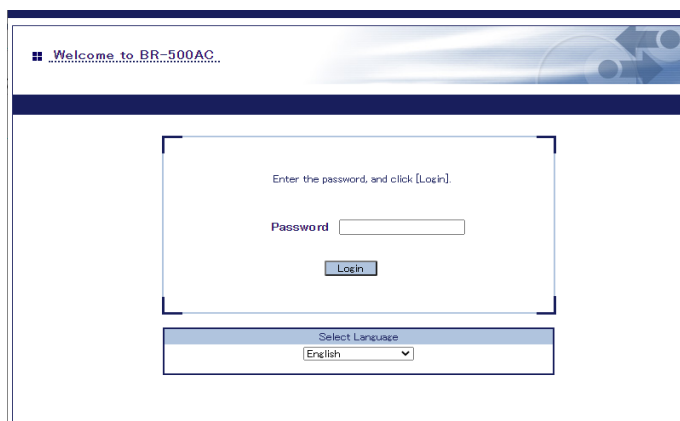 Welcome to BR-500AC
Enter the password, and click [Login].
Password
Login
Select Language
English